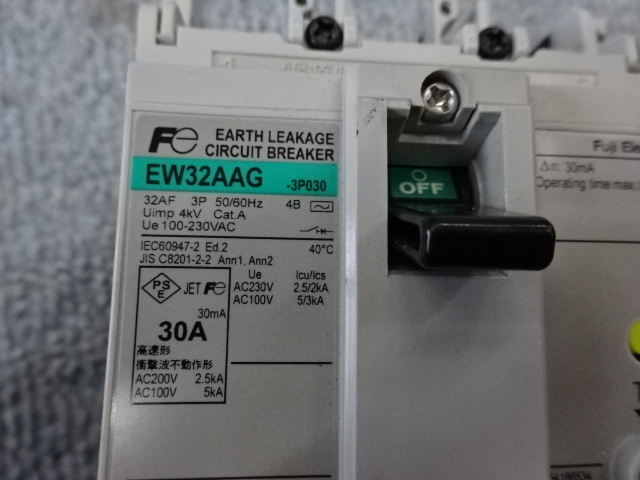 Fe EARTH LEAKAGE
CIRCUIT BREAKER
EW32AAG -3P030
32AF 3P 50/60Hz 4B
Uimp 4kV Cat.A
Ue 100-230VAC
IEC60947-2 Ed.2 40°C
JIS C8201-2-2 Ann1, Ann2
Ue Icu/Ics
AC230V 2.5/2kA
AC100V 5/3kA
PS
E
JET Fe
30mA
30A
高速形
衝撃波不動作形
AC200V 2.5kA
AC100V 5kA
O
OFF
Fuji Ele
Δn: 30mA
Operating time max.